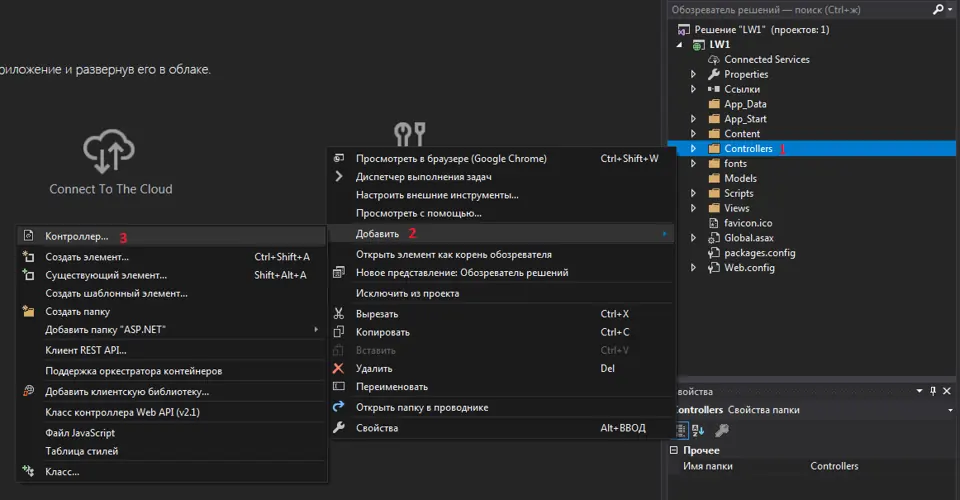 Обозреватель решений — поиск (Ctrl+ж)
Решение "LW1" (проектов: 1)
LW1
Connected Services
Properties
Ссылки
App_Data
App_Start
Content
Controllers 1
fonts
Models
Scripts
Views
favicon.ico
Global.asax
packages.config
Web.config
риложение и развернув его в облаке.
Connect To The Cloud
Просмотреть в браузере (Google Chrome) Ctrl+Shift+W
Диспетчер выполнения задач
Настроить внешние инструменты...
Просмотреть с помощью...
Добавить 2
Открыть элемент как корень обозревателя
Новое представление: Обозреватель решений
Исключить из проекта
Вырезать Ctrl+X
Копировать Ctrl+C
Вставить Ctrl+V
Удалить Del
Переименовать
Открыть папку в проводнике
Свойства Alt+ВВОД
Контроллер... 3
Создать элемент... Ctrl+Shift+A
Существующий элемент... Shift+Alt+A
Создать шаблонный элемент...
Создать папку
Добавить папку "ASP.NET"
Клиент REST API...
Поддержка оркестратора контейнеров
Добавить клиентскую библиотеку...
Класс контроллера Web API (v2.1)
Файл JavaScript
Таблица стилей
Класс...
войства
Controllers Свойства папки
Прочее
Имя папки Controllers